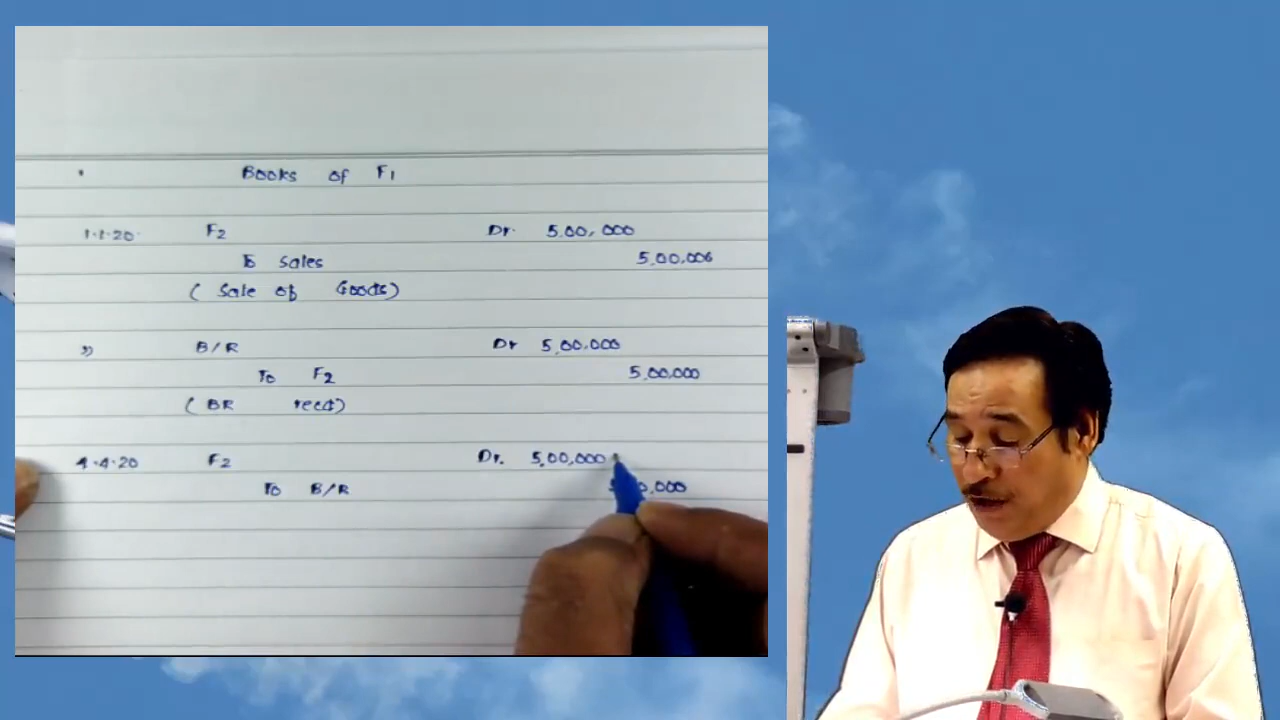 Books of F1
1.1.20. F2 Dr. 5,00,000
To Sales 5,00,000
( Sale of Goods)
" B/R Dr 5,00,000
To F2 5,00,000
( BR recd)
4.4.20 F2 Dr. 5,00,000
To B/R